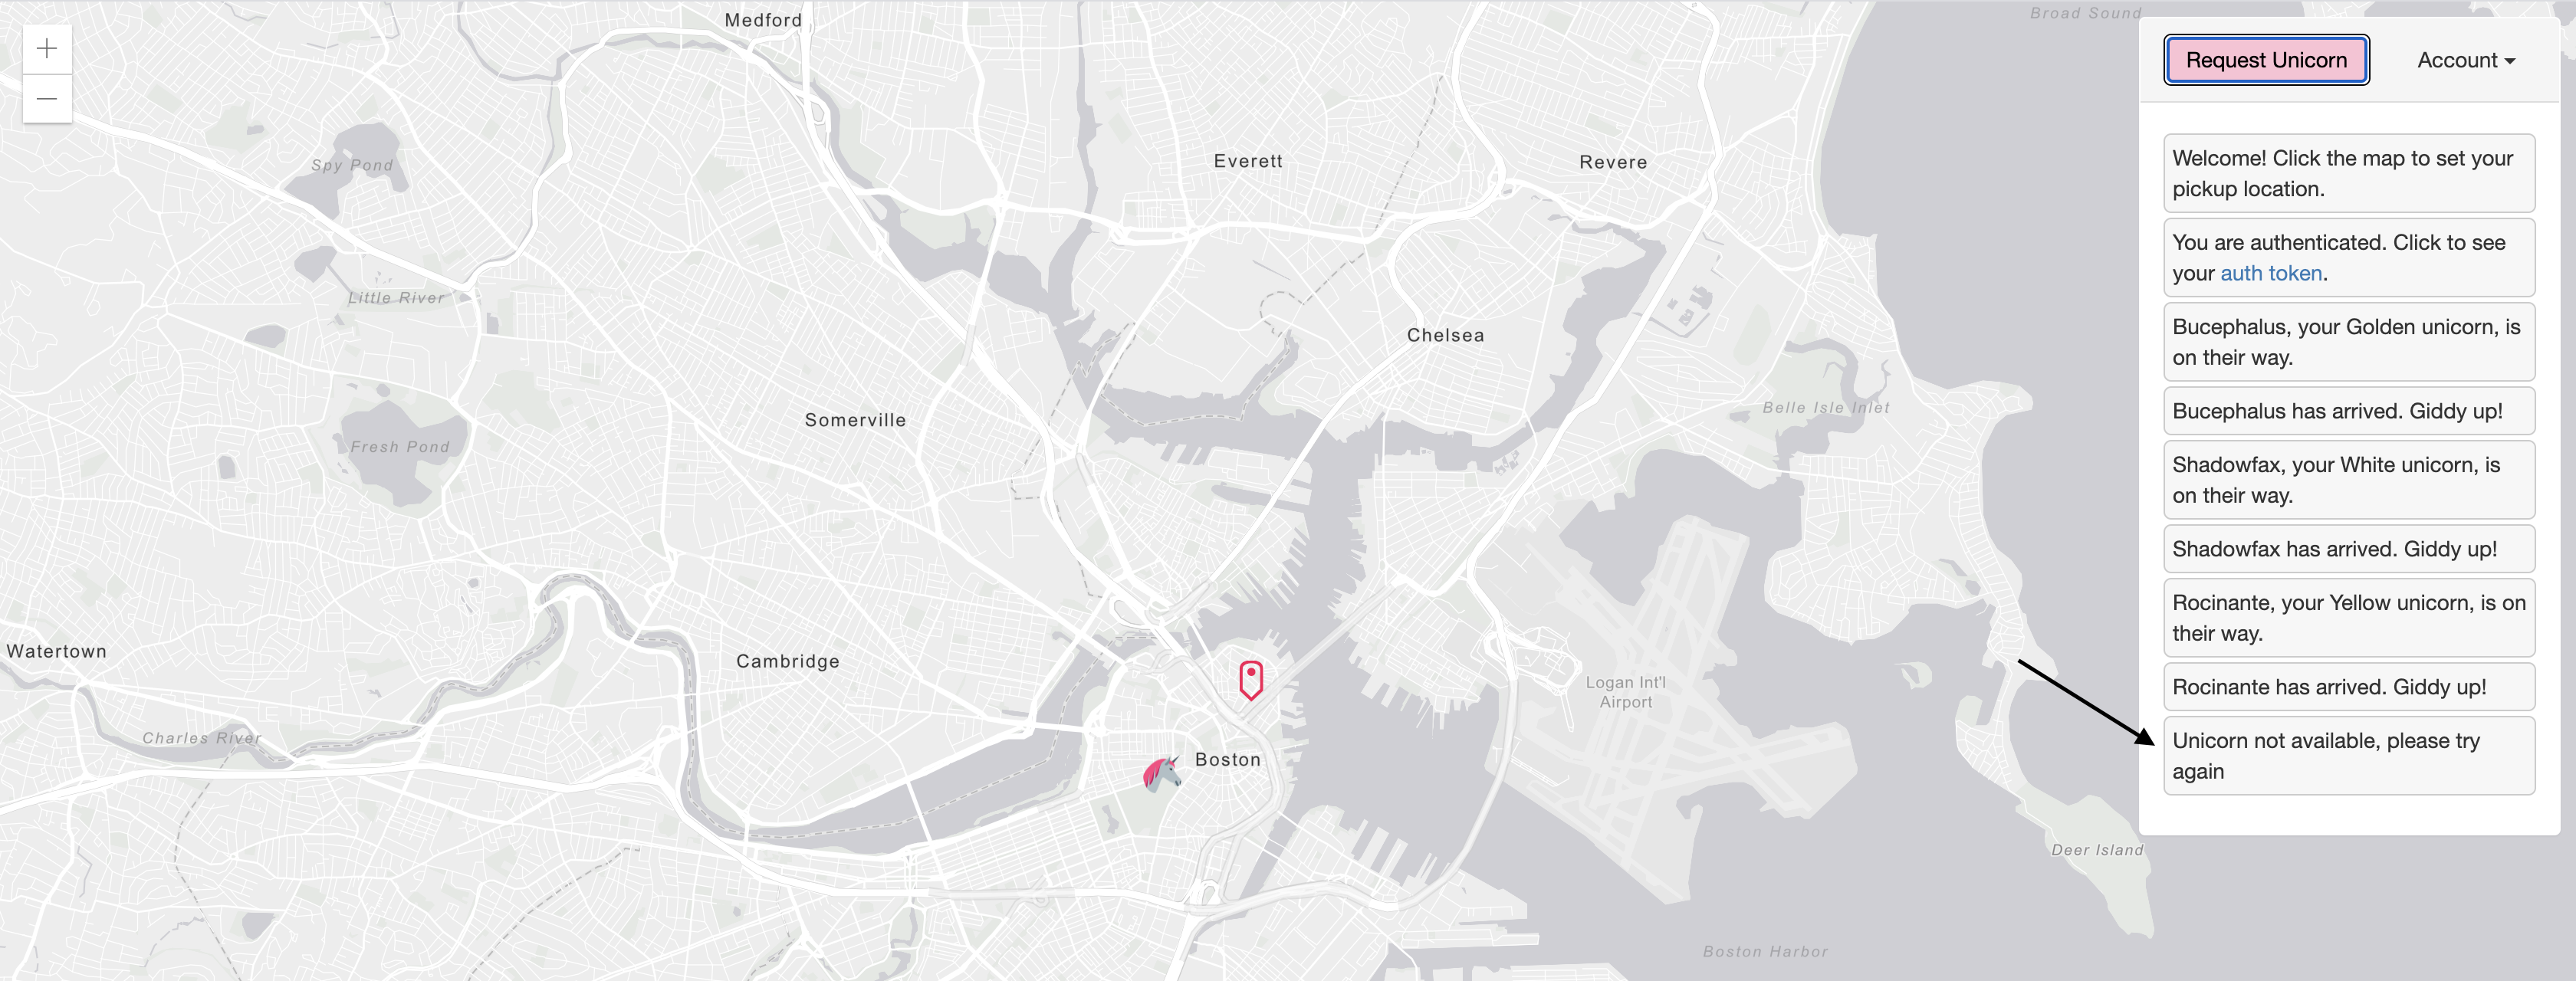 Medford
Broad Sound
Request Unicorn
Account
Spy Pond
Everett
Revere
Welcome! Click the map to set your
pickup location.
You are authenticated. Click to see
your auth token.
Little River
Chelsea
Bucephalus, your Golden unicorn, is
on their way.
Somerville
Belle Isle Inlet
Bucephalus has arrived. Giddy up!
Fresh Pond
Shadowfax, your White unicorn, is
on their way.
Shadowfax has arrived. Giddy up!
Rocinante, your Yellow unicorn, is on
their way.
Watertown
Cambridge
Logan Int'l
Airport
Rocinante has arrived. Giddy up!
Charles River
Boston
Unicorn not available, please try
again
Deer Island
Boston Harbor